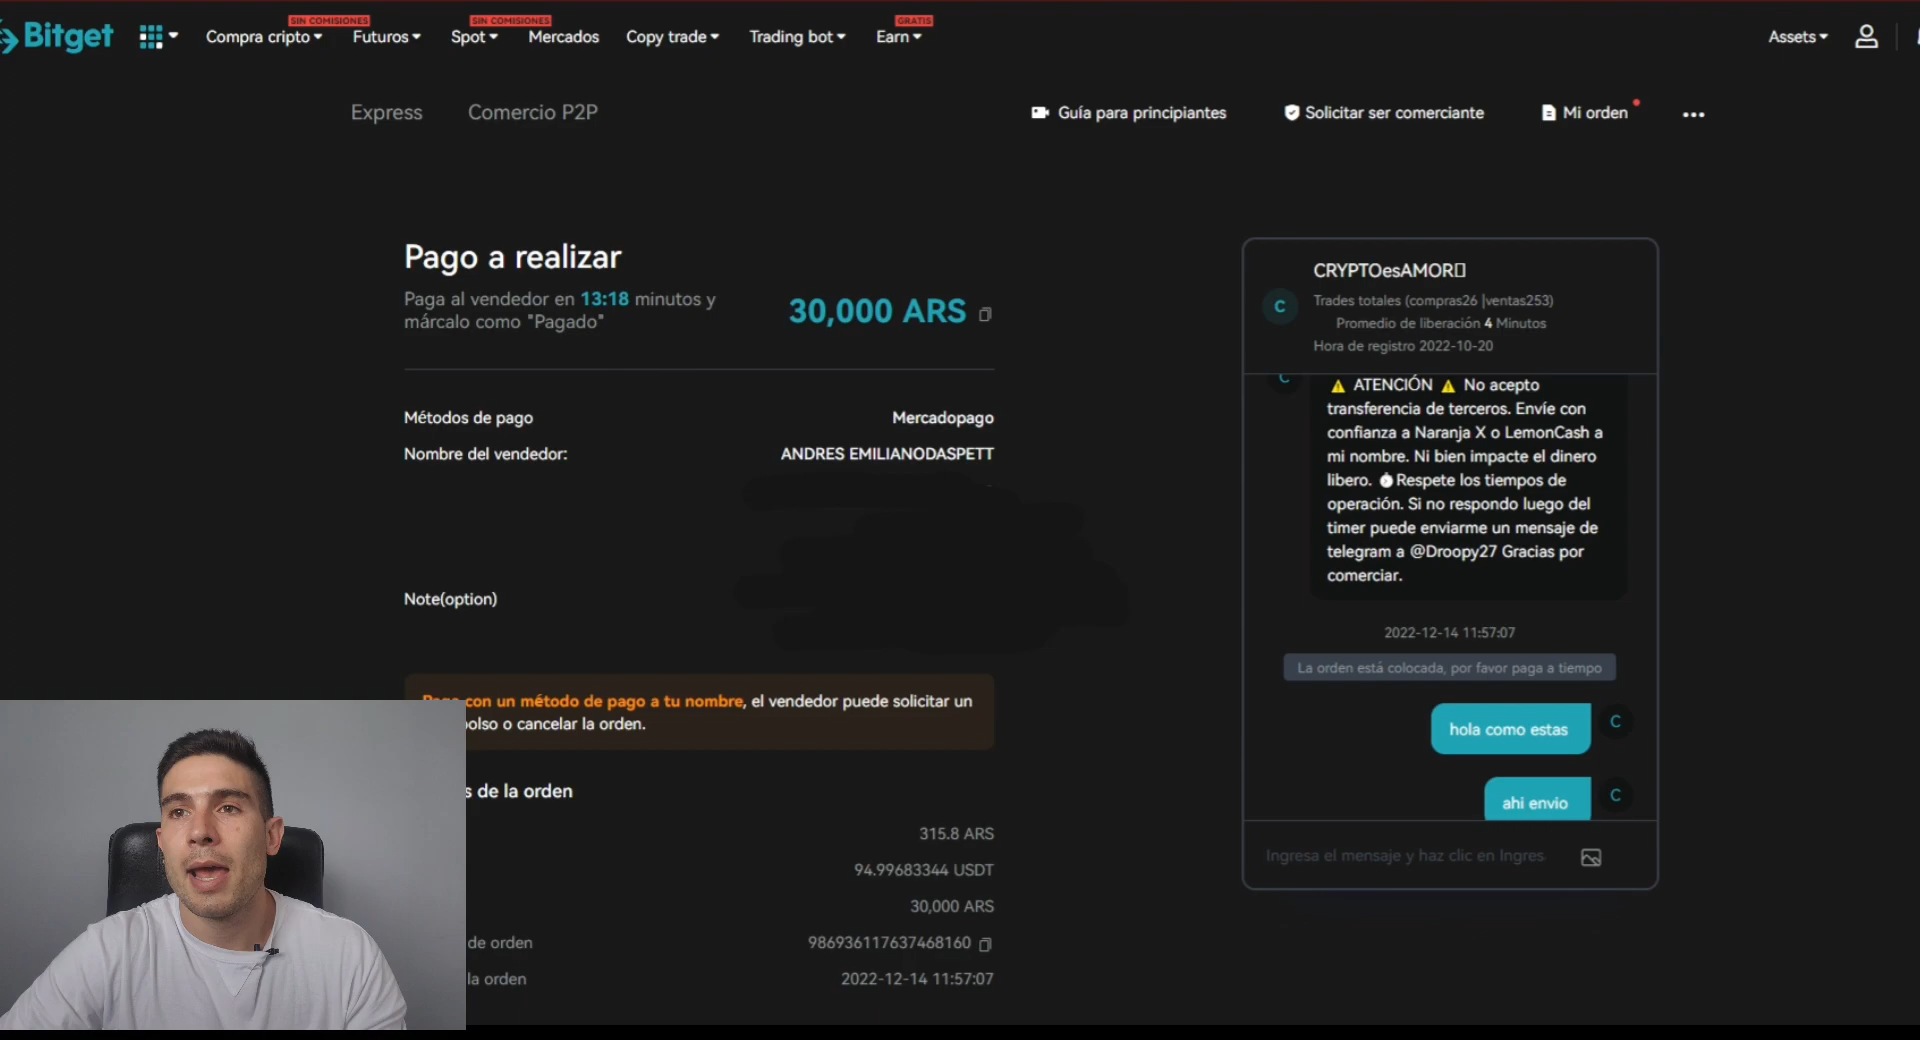 Bitget
SIN COMISIONES
Compra cripto
Futuros
SIN COMISIONES
Spot
Mercados
Copy trade
Trading bot
GRATIS
Earn
Assets
Express
Comercio P2P
Guía para principiantes
Solicitar ser comerciante
Mi orden
Pago a realizar
Paga al vendedor en 13:18 minutos y
márcalo como "Pagado"
30,000 ARS
Métodos de pago
Mercadopago
Nombre del vendedor:
ANDRES EMILIANODASPETT
Note(option)
con un método de pago a tu nombre, el vendedor puede solicitar un
olso o cancelar la orden.
s de la orden
315.8 ARS
94.99683344 USDT
30,000 ARS
de orden
986936117637468160
la orden
2022-12-14 11:57:07
CRYPTOesAMOR
C
Trades totales (compras26 |ventas253)
Promedio de liberación 4 Minutos
Hora de registro 2022-10-20
C
⚠ ATENCIÓN ⚠ No acepto
transferencia de terceros. Envíe con
confianza a Naranja X o LemonCash a
mi nombre. Ni bien impacte el dinero
libero. ⏱Respete los tiempos de
operación. Si no respondo luego del
timer puede enviarme un mensaje de
telegram a @Droopy27 Gracias por
comerciar.
2022-12-14 11:57:07
La orden está colocada, por favor paga a tiempo
hola como estas
C
ahi envio
C
Ingresa el mensaje y haz clic en Ingres